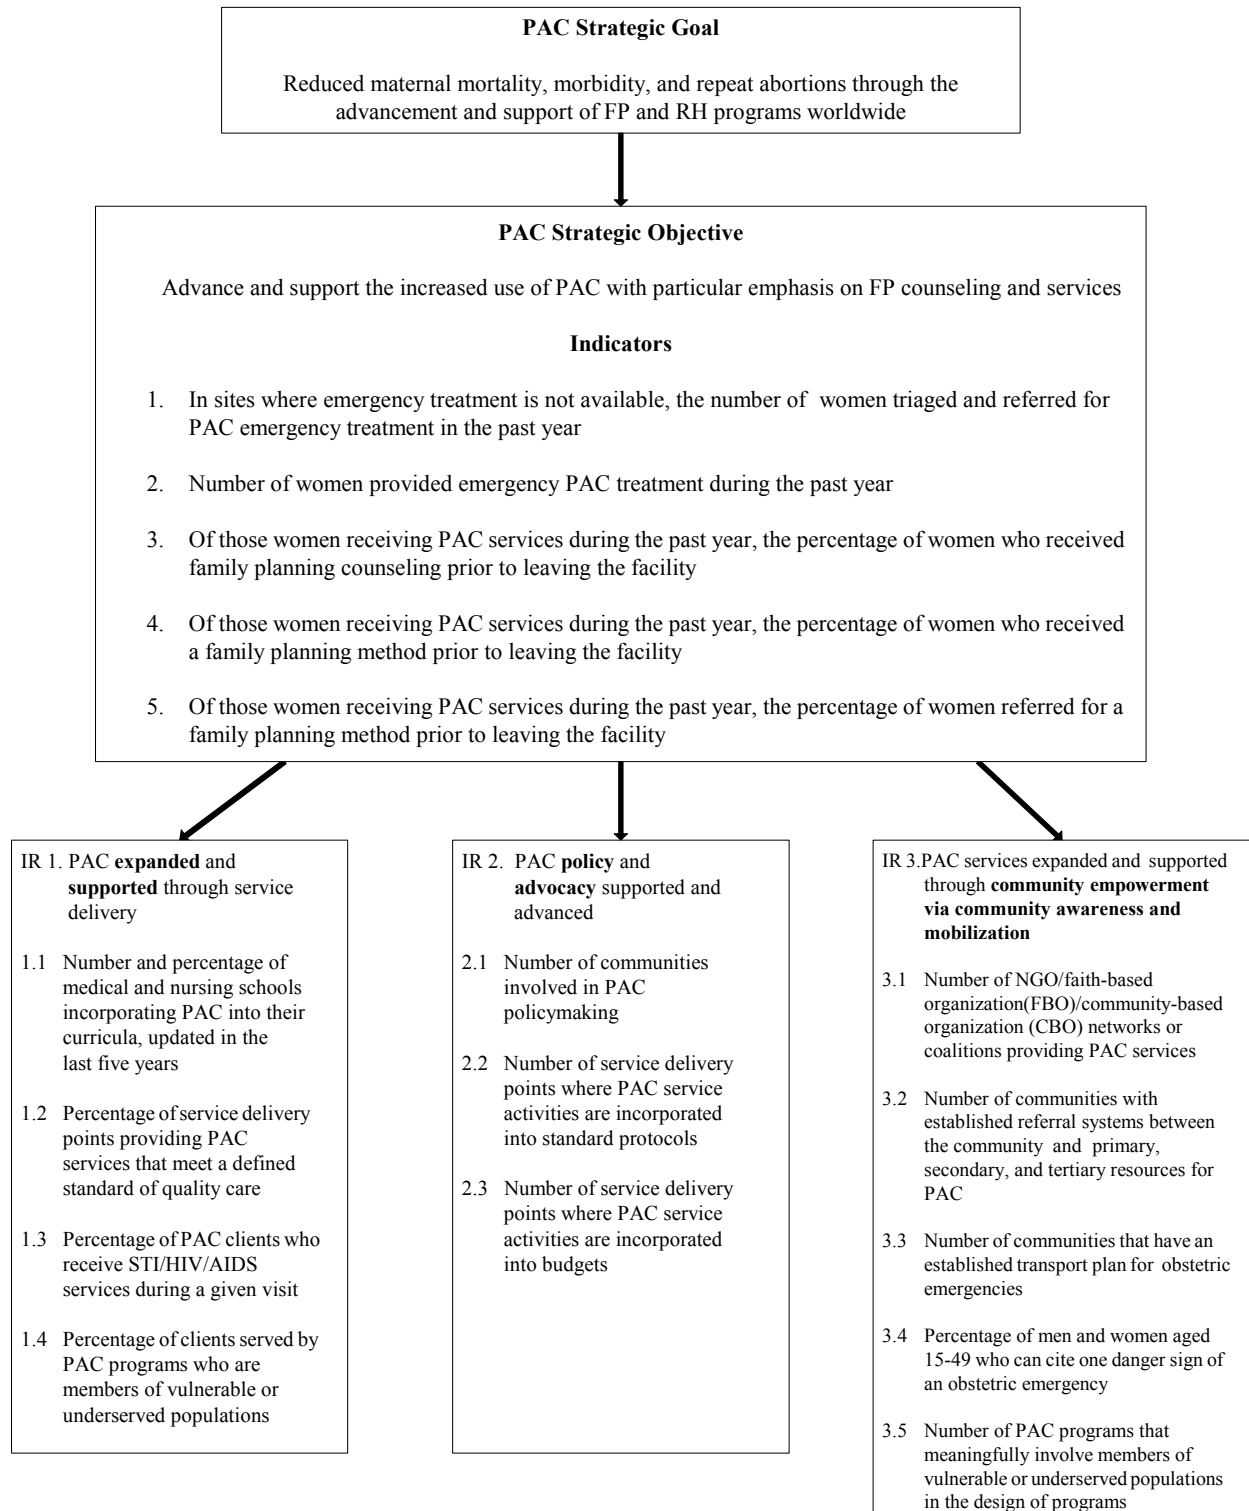 PAC Strategic Goal
Reduced maternal mortality, morbidity, and repeat abortions through the
advancement and support of FP and RH programs worldwide
PAC Strategic Objective
Advance and support the increased use of PAC with particular emphasis on FP counseling and services
Indicators
1. In sites where emergency treatment is not available, the number of women triaged and referred for
PAC emergency treatment in the past year
2. Number of women provided emergency PAC treatment during the past year
3. Of those women receiving PAC services during the past year, the percentage of women who received
family planning counseling prior to leaving the facility
4. Of those women receiving PAC services during the past year, the percentage of women who received
a family planning method prior to leaving the facility
5. Of those women receiving PAC services during the past year, the percentage of women referred for a
family planning method prior to leaving the facility
IR 1. PAC expanded and
supported through service
delivery
1.1 Number and percentage of
medical and nursing schools
incorporating PAC into their
curricula, updated in the
last five years
1.2 Percentage of service delivery
points providing PAC
services that meet a defined
standard of quality care
1.3 Percentage of PAC clients who
receive STI/HIV/AIDS
services during a given visit
1.4 Percentage of clients served by
PAC programs who are
members of vulnerable or
underserved populations
IR 2. PAC policy and
advocacy supported and
advanced
2.1 Number of communities
involved in PAC
policymaking
2.2 Number of service delivery
points where PAC service
activities are incorporated
into standard protocols
2.3 Number of service delivery
points where PAC service
activities are incorporated
into budgets
IR 3.PAC services expanded and supported
through community empowerment
via community awareness and
mobilization
3.1 Number of NGO/faith-based
organization(FBO)/community-based
organization (CBO) networks or
coalitions providing PAC services
3.2 Number of communities with
established referral systems between
the community and primary,
secondary, and tertiary resources for
PAC
3.3 Number of communities that have an
established transport plan for obstetric
emergencies
3.4 Percentage of men and women aged
15-49 who can cite one danger sign of
an obstetric emergency
3.5 Number of PAC programs that
meaningfully involve members of
vulnerable or underserved populations
in the design of programs